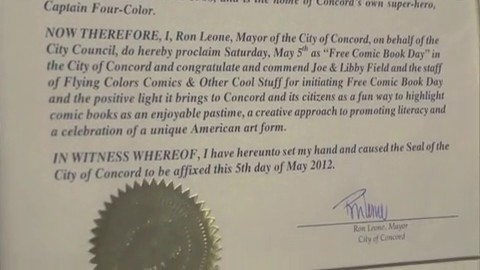 and is the home of Concord's own super-hero,
Captain Four-Color.
NOW THEREFORE, I, Ron Leone, Mayor of the City of Concord, on behalf of the
City Council, do hereby proclaim Saturday, May 5th as "Free Comic Book Day" in
the City of Concord and congratulate and commend Joe & Libby Field and the staff
of Flying Colors Comics & Other Cool Stuff for initiating Free Comic Book Day
and the positive light it brings to Concord and its citizens as a fun way to highlight
comic books as an enjoyable pastime, a creative approach to promoting literacy and
a celebration of a unique American art form.
IN WITNESS WHEREOF, I have hereunto set my hand and caused the Seal of the
City of Concord to be affixed this 5th day of May 2012.
Ron Leone
Ron Leone, Mayor
City of Concord